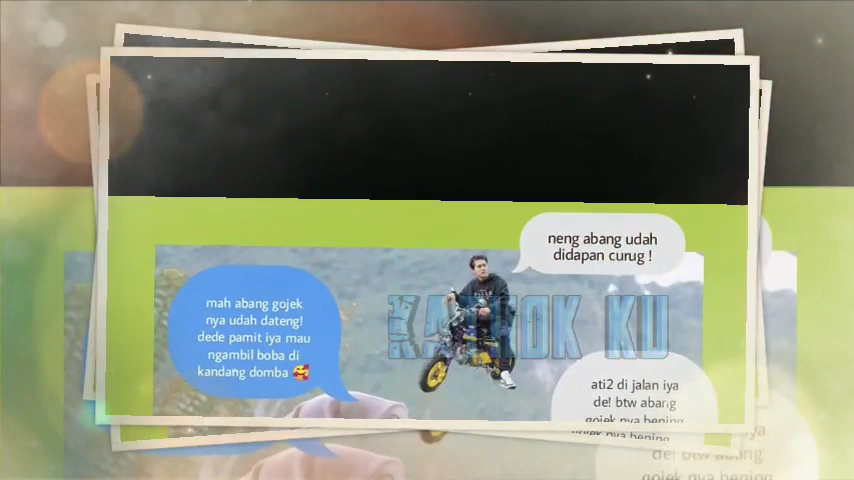 neng abang udah
didapan curug !
mah abang gojek
nya udah dateng!
dede pamit iya mau
ngambil boba di
kandang domba 🥰
KU
ati2 di jalan iya
de! btw abang
gojek nya bening